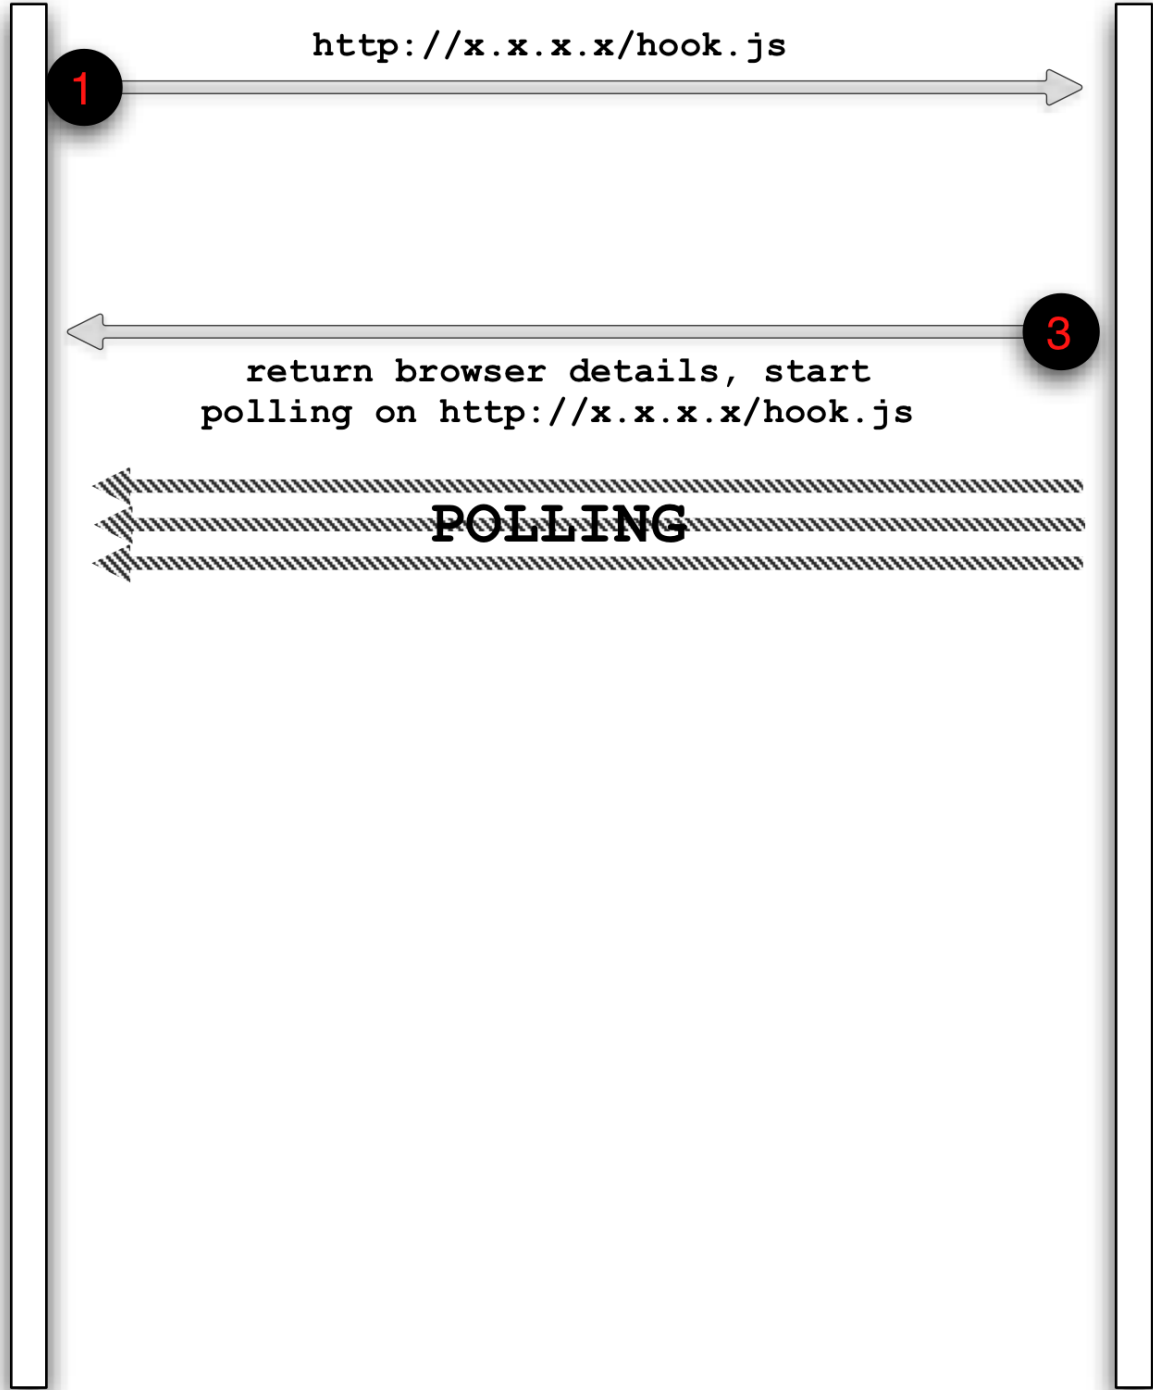 http://x.x.x.x/hook.js
1
3
return browser details, start
polling on http://x.x.x.x/hook.js
POLLING